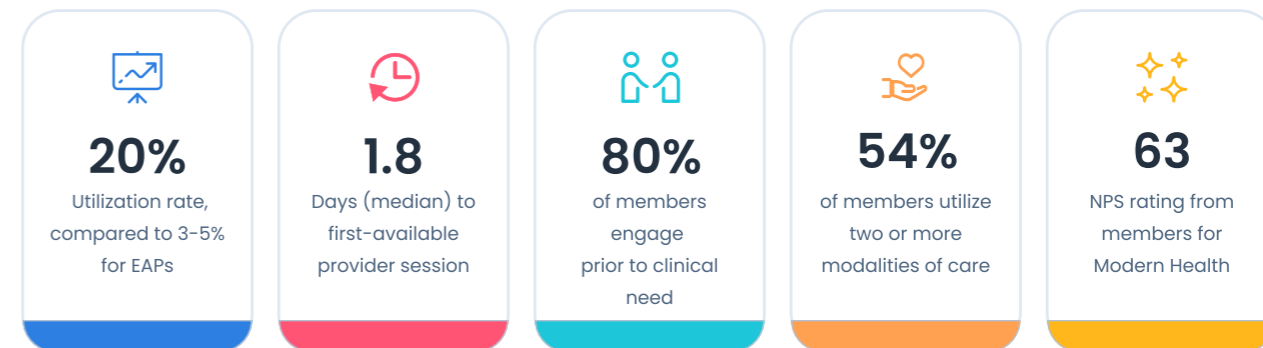 20%
Utilization rate,
compared to 3-5%
for EAPs
1.8
Days (median) to
first-available
provider session
80%
of members
engage
prior to clinical
need
54%
of members utilize
two or more
modalities of care
63
NPS rating from
members for
Modern Health